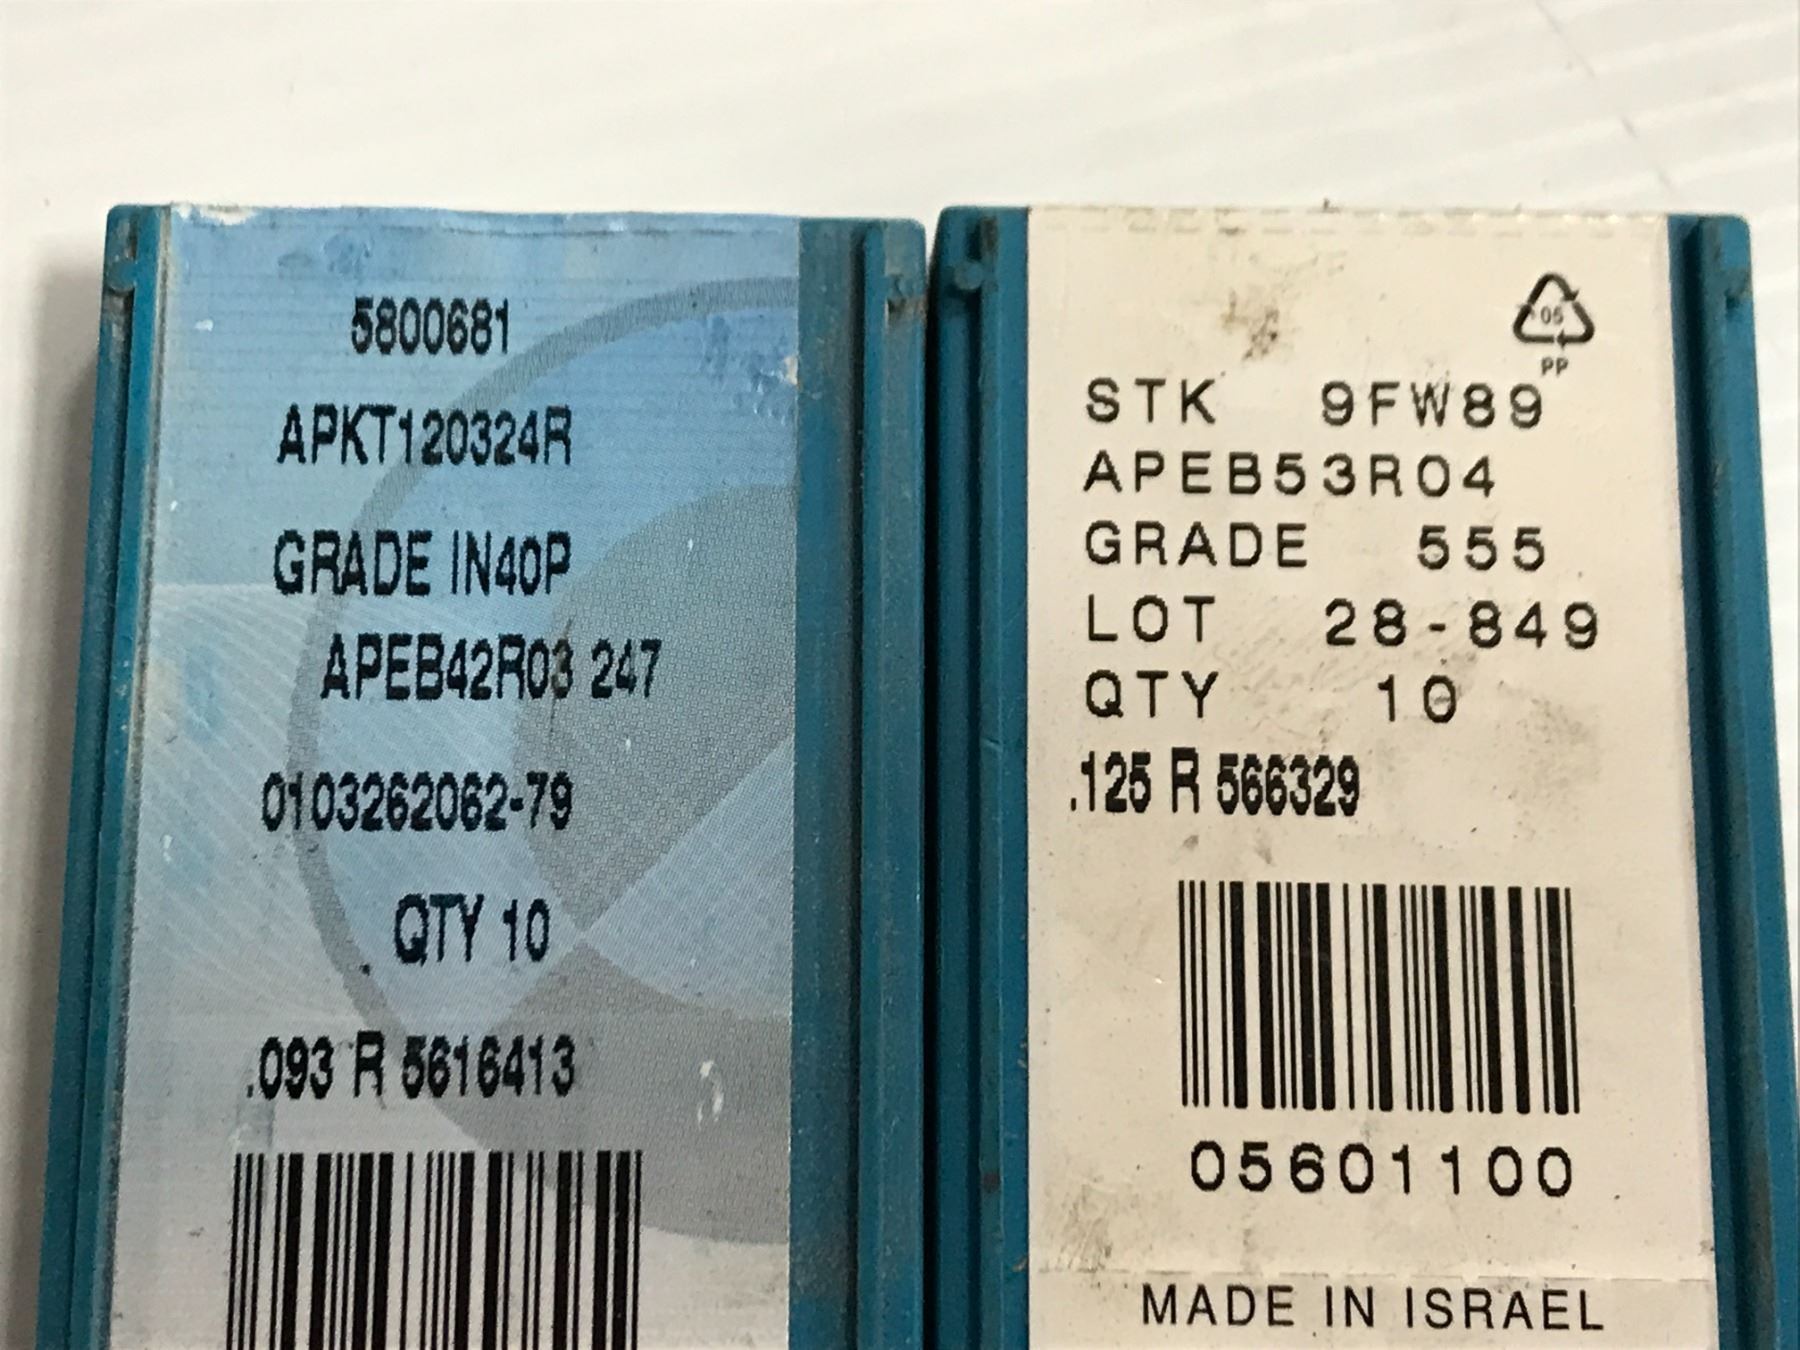 5800681
APKT120324R
GRADE IN40P
APEB42R03 247
0103262062-79
QTY 10
.093 R 5616413
05
PP
STK 9FW89
APEB53R04
GRADE 555
LOT 28-849
QTY 10
.125 R 566329
05601100
MADE IN ISRAEL